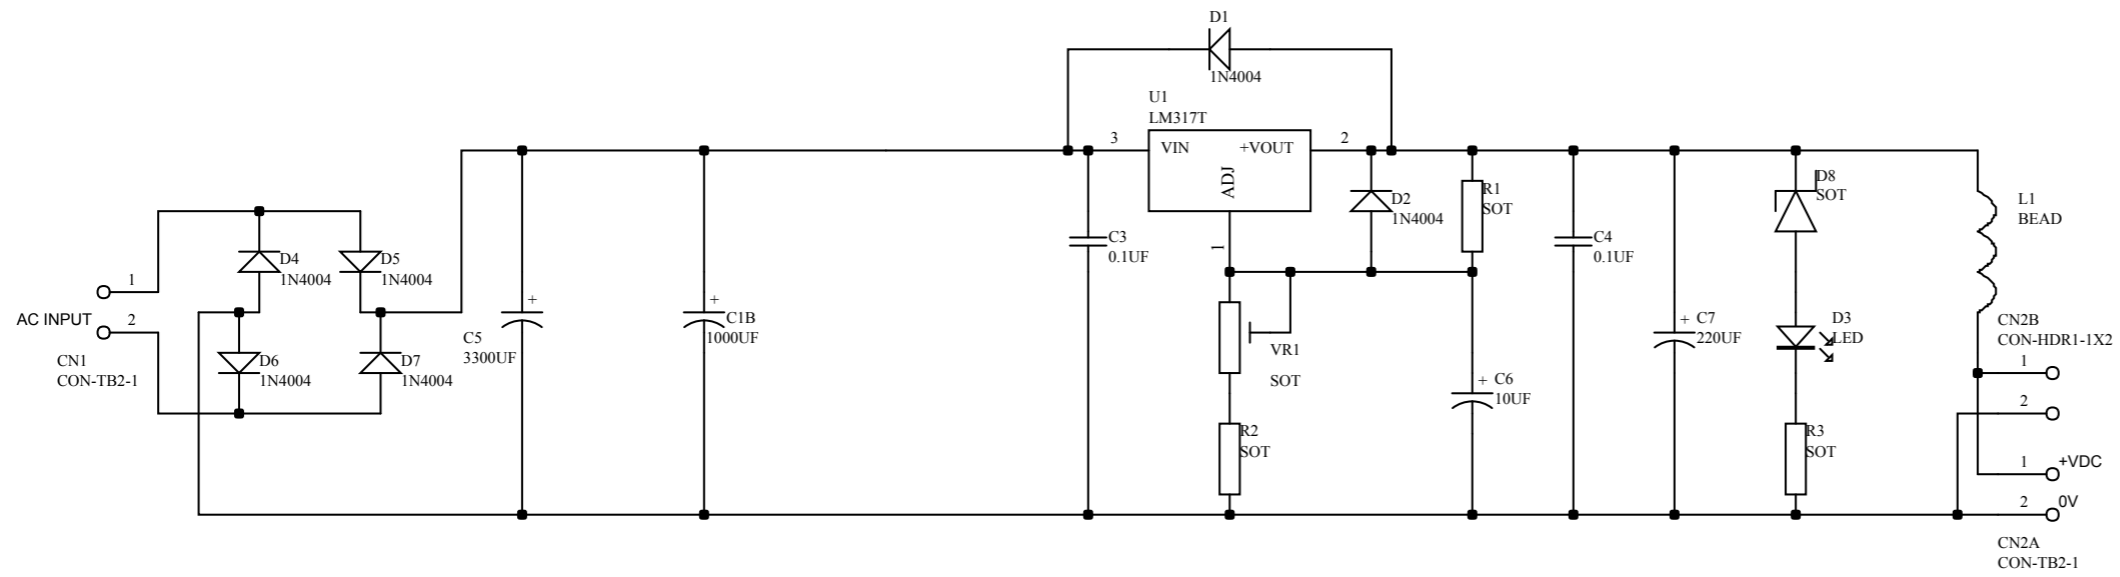 D1
1N4004
U1
LM317T
3
VIN
+VOUT
2
ADJ
1
D2
1N4004
R1
SOT
D8
SOT
L1
BEAD
C3
0.1UF
C4
0.1UF
D4
1N4004
D5
1N4004
1
AC INPUT
2
CN1
CON-TB2-1
D6
1N4004
D7
1N4004
+
C5
3300UF
+
C1B
1000UF
VR1
SOT
+
C6
10UF
+
C7
220UF
D3
LED
R2
SOT
R3
SOT
CN2B
CON-HDR1-1X2
1
2
1
+VDC
2
0V
CN2A
CON-TB2-1